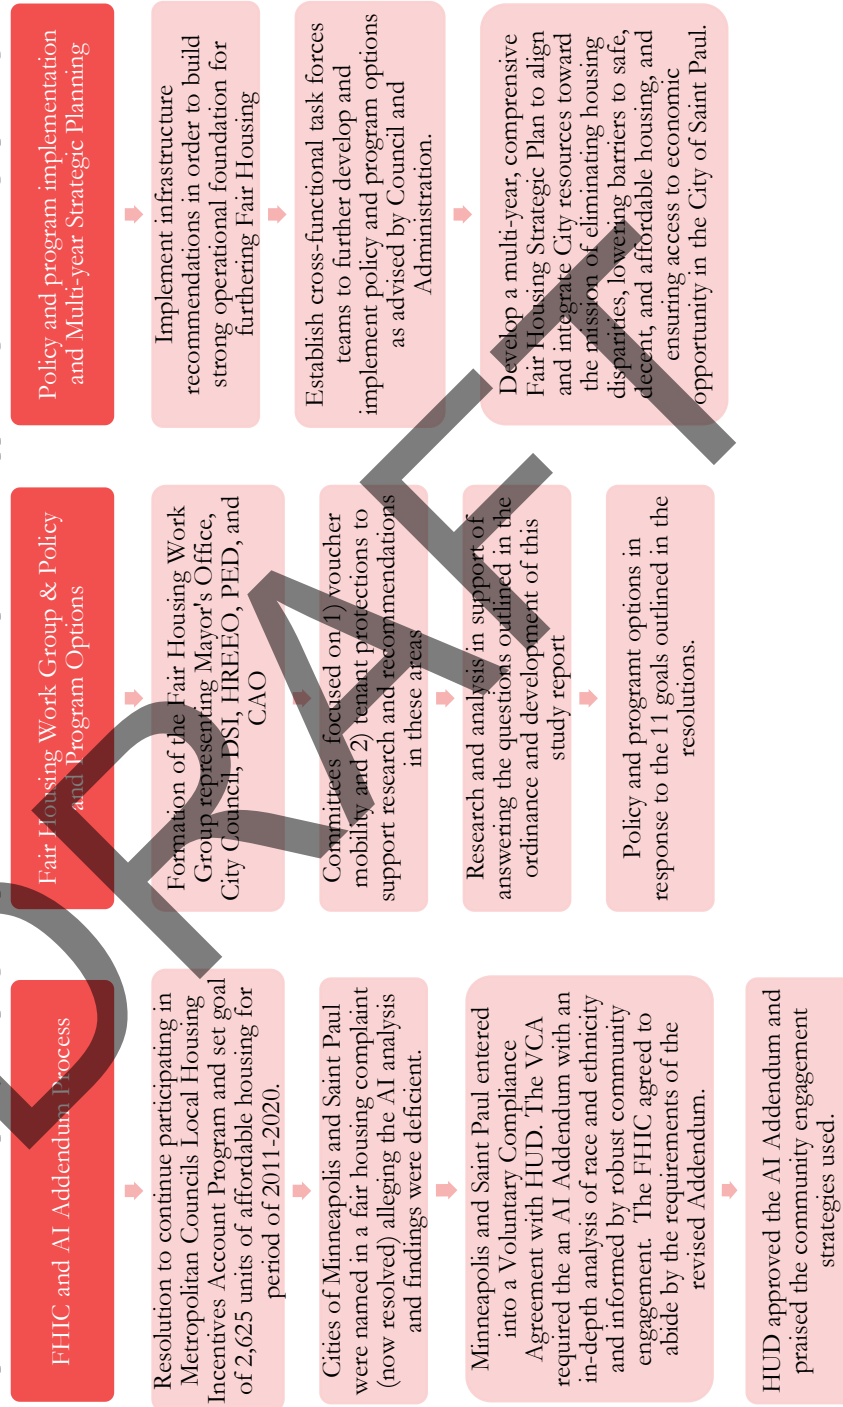 FHIC and AI Addendum Process
Resolution to continue participating in
Metropolitan Councils Local Housing
Incentives Account Program and set goal
of 2,625 units of affordable housing for
period of 2011-2020.
Cities of Minneapolis and Saint Paul
were named in a fair housing complaint
(now resolved) alleging the AI analysis
and findings were deficient.
Minneapolis and Saint Paul entered
into a Voluntary Compliance
Agreement with HUD. The VCA
required the an AI Addendum with an
in-depth analysis of race and ethnicity
and informed by robust community
engagement. The FHIC agreed to
abide by the requirements of the
revised Addendum.
HUD approved the AI Addendum and
praised the community engagement
strategies used.
Fair Housing Work Group & Policy
and Program Options
Formation of the Fair Housing Work
Group representing Mayor's Office,
City Council, DSI, HREEO, PED, and
CAO
Committees focused on 1) voucher
mobility and 2) tenant protections to
support research and recommendations
in these areas
Research and analysis in support of
answering the questions outlined in the
ordinance and development of this
study report
Policy and programt options in
response to the 11 goals outlined in the
resolutions.
Policy and program implementation
and Multi-year Strategic Planning
Implement infrastructure
recommendations in order to build
strong operational foundation for
furthering Fair Housing
Establish cross-functional task forces
teams to further develop and
implement policy and program options
as advised by Council and
Administration.
Develop a multi-year, comprensive
Fair Housing Strategic Plan to align
and integrate City resources toward
the mission of eliminating housing
disparities, lowering barriers to safe,
decent, and affordable housing, and
ensuring access to economic
opportunity in the City of Saint Paul.
DRAFT